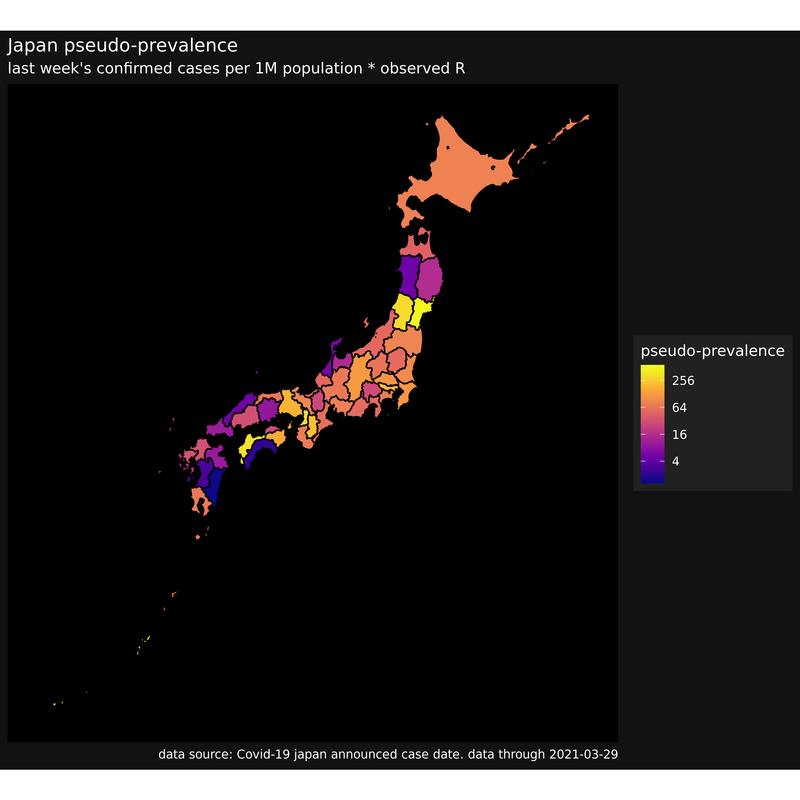 Japan pseudo-prevalence
last week's confirmed cases per 1M population * observed R
pseudo-prevalence
256
64
16
4
data source: Covid-19 japan announced case date. data through 2021-03-29